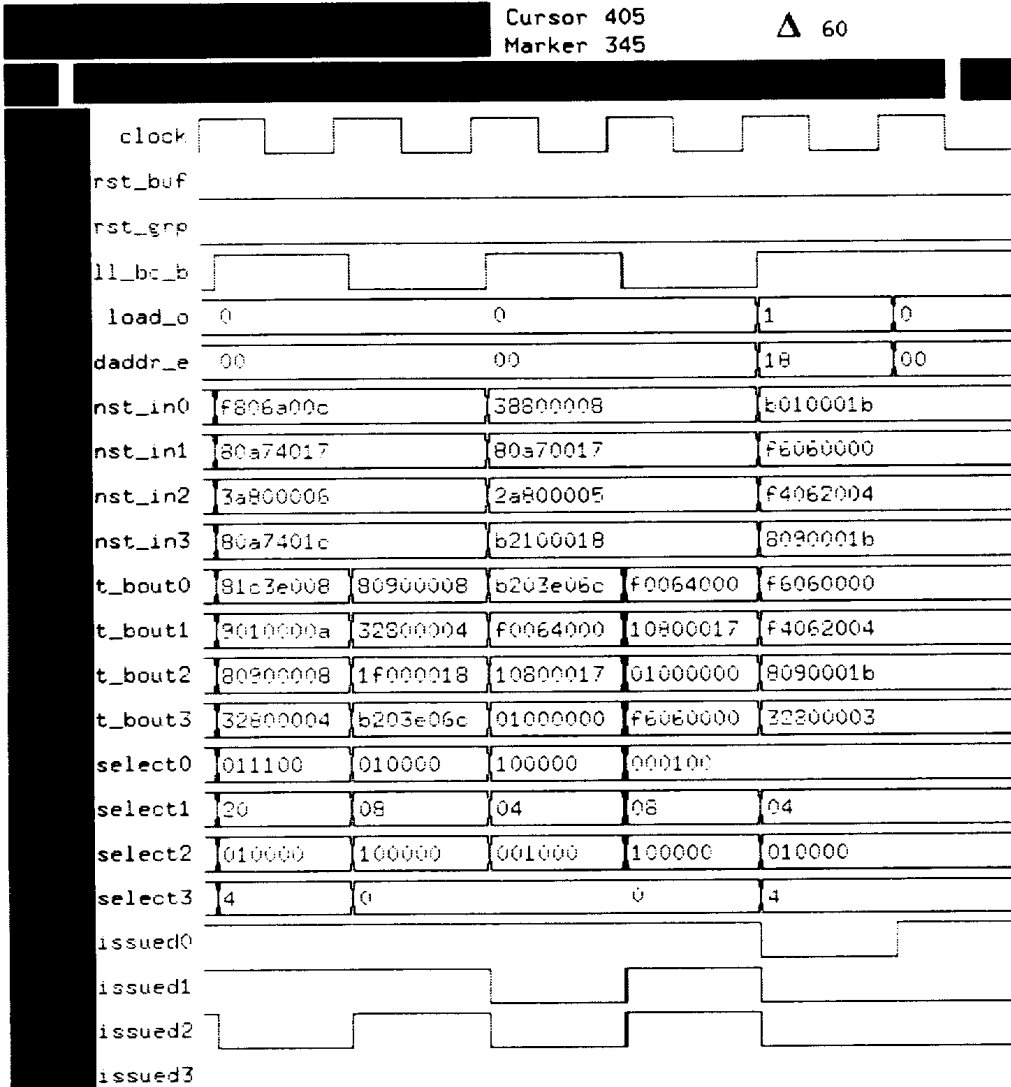 Cursor 405
Marker 345
Δ 60
clock
rst_buf
rst_grp
ll_bc_b
load_o 0 0 1 0
daddr_e 00 00 18 00
nst_in0 f806a00c 38800008 b010001b
nst_in1 80a74017 80a70017 f6060000
nst_in2 3a800006 2a800005 f4062004
nst_in3 80a7401c b2100018 8090001b
t_bout0 81c3e008 80900008 b203e06c f0064000 f6060000
t_bout1 9010000a 32800004 f0064000 10800017 f4062004
t_bout2 80900008 1f000018 10800017 01000000 8090001b
t_bout3 32800004 b203e06c 01000000 f6060000 32800003
select0 011100 010000 100000 000100
select1 20 08 04 08 04
select2 010000 100000 001000 100000 010000
select3 4 0 0 4
issued0
issued1
issued2
issued3